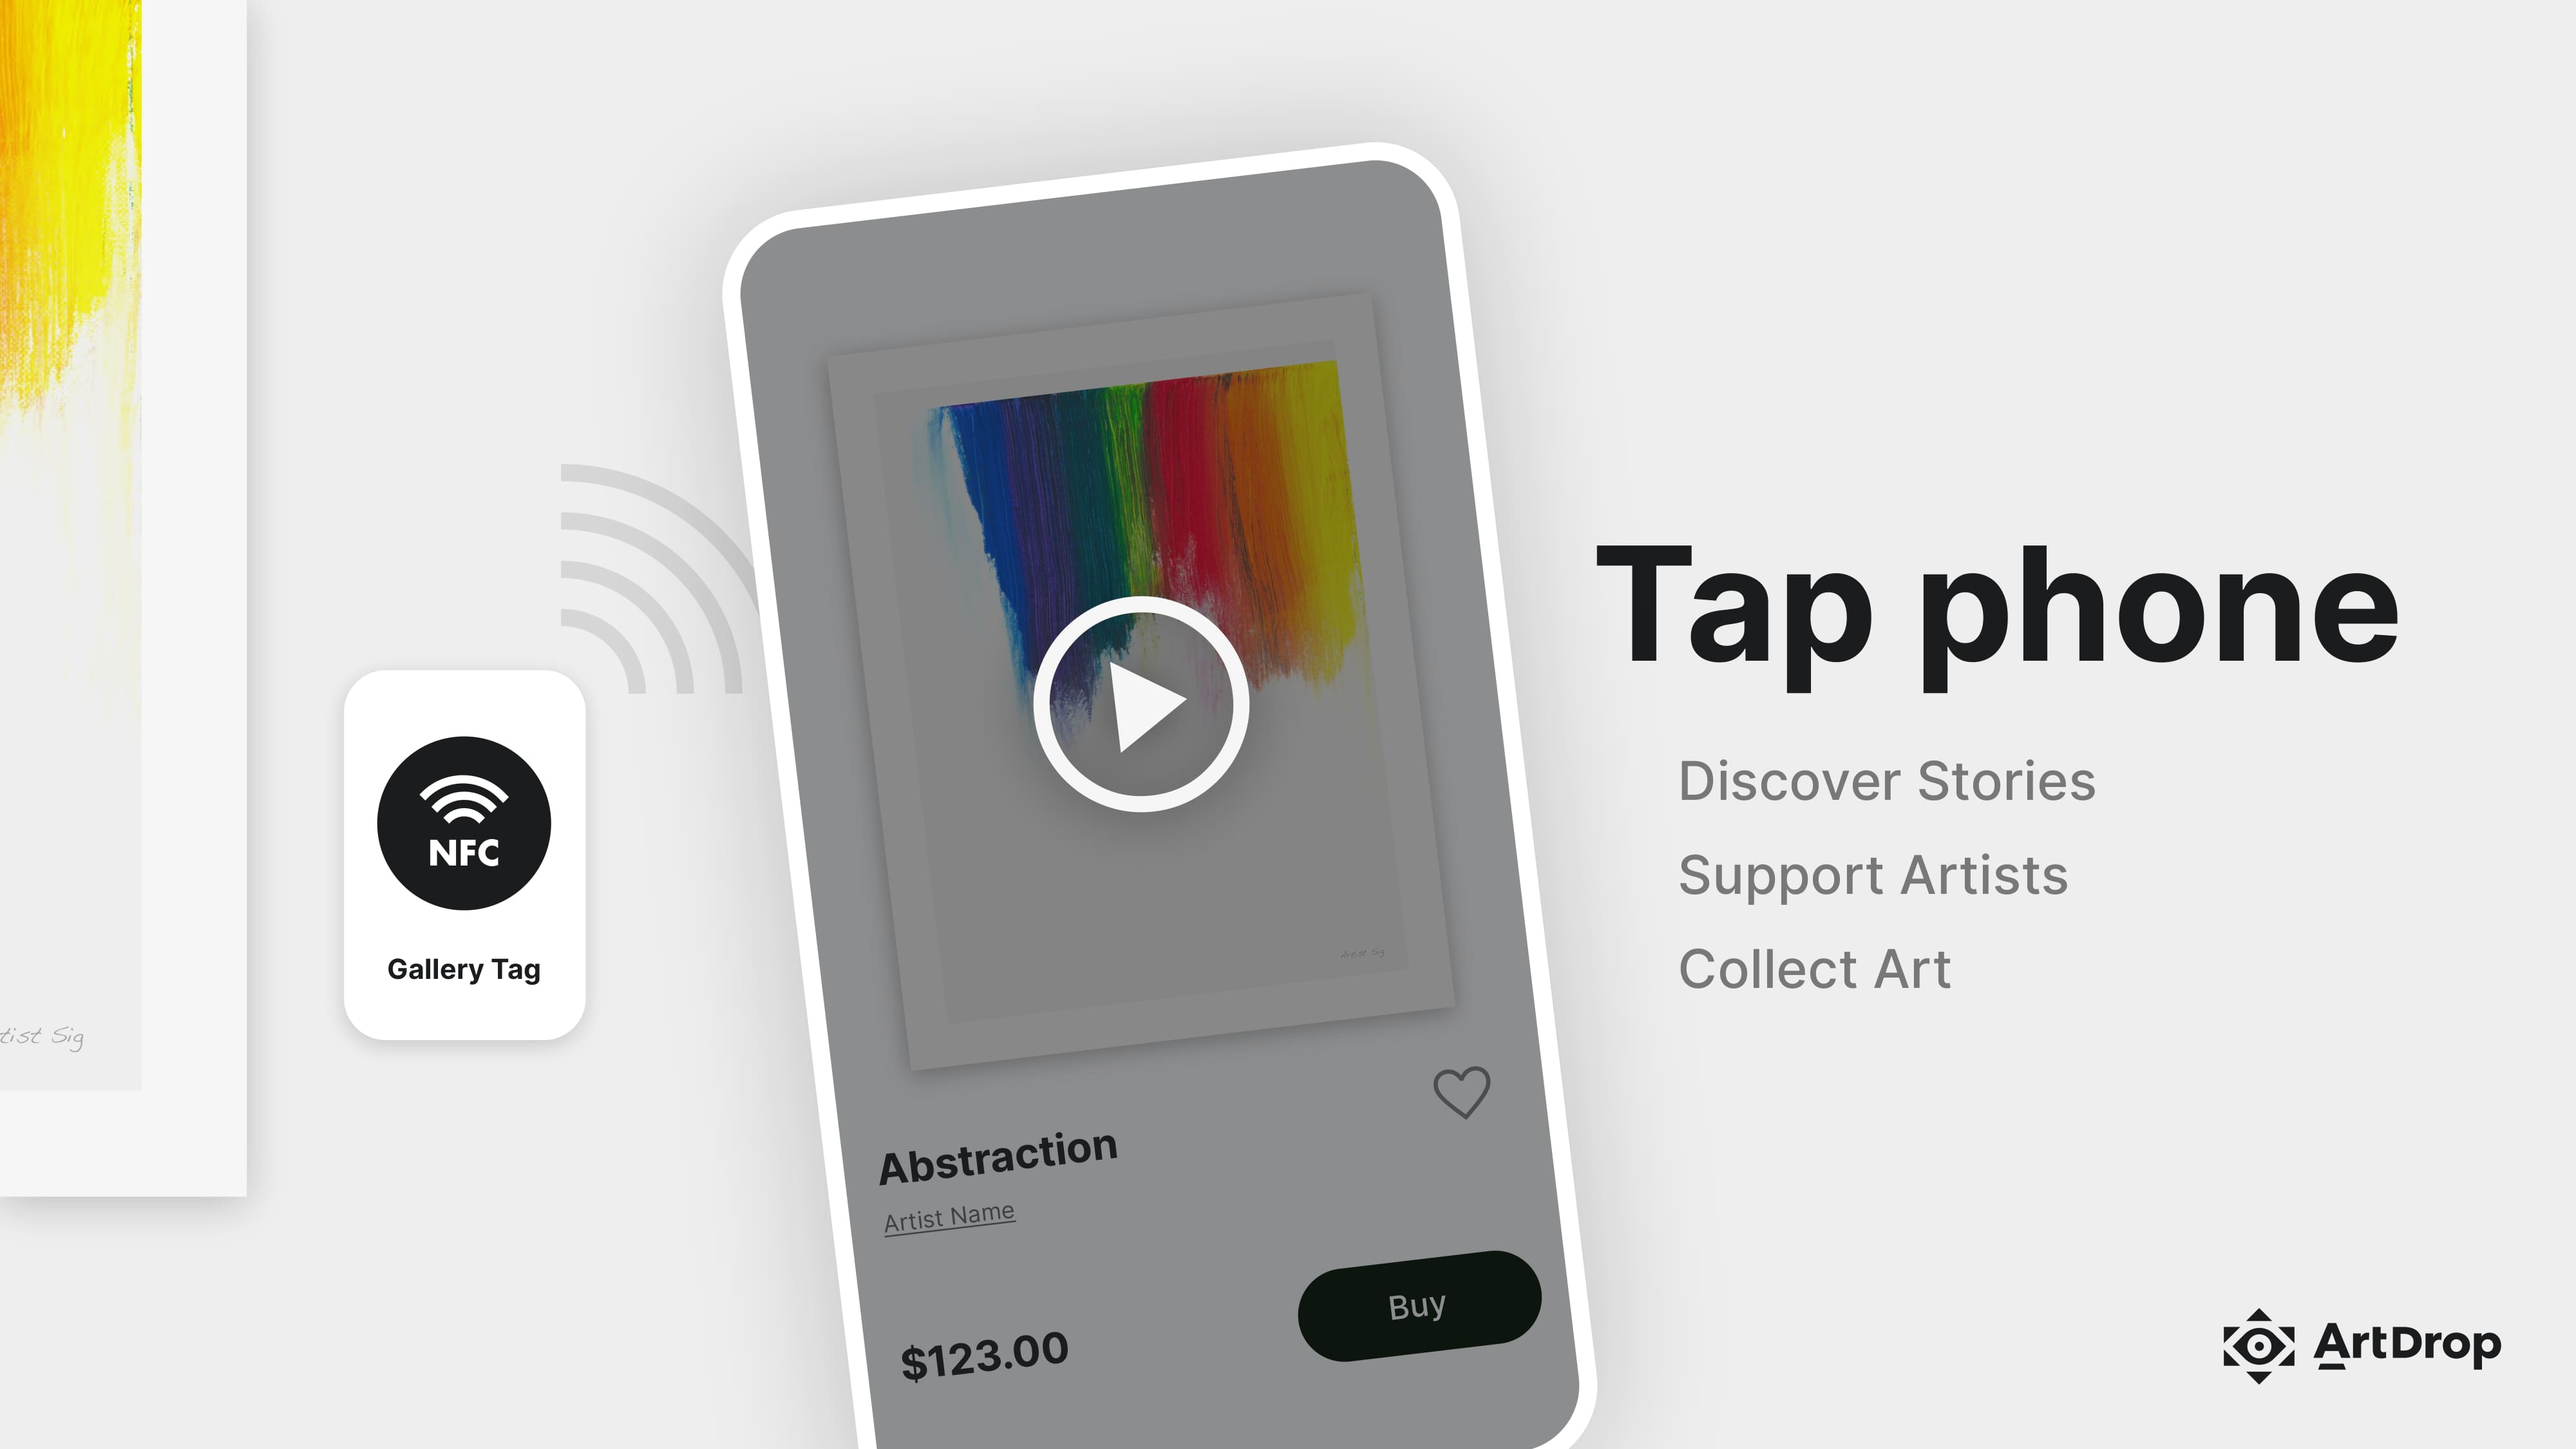 Tap phone
Discover Stories
Support Artists
Collect Art
NFC
Gallery Tag
tist Sig
Artist Sig
Abstraction
Artist Name
$123.00
Buy
ArtDrop